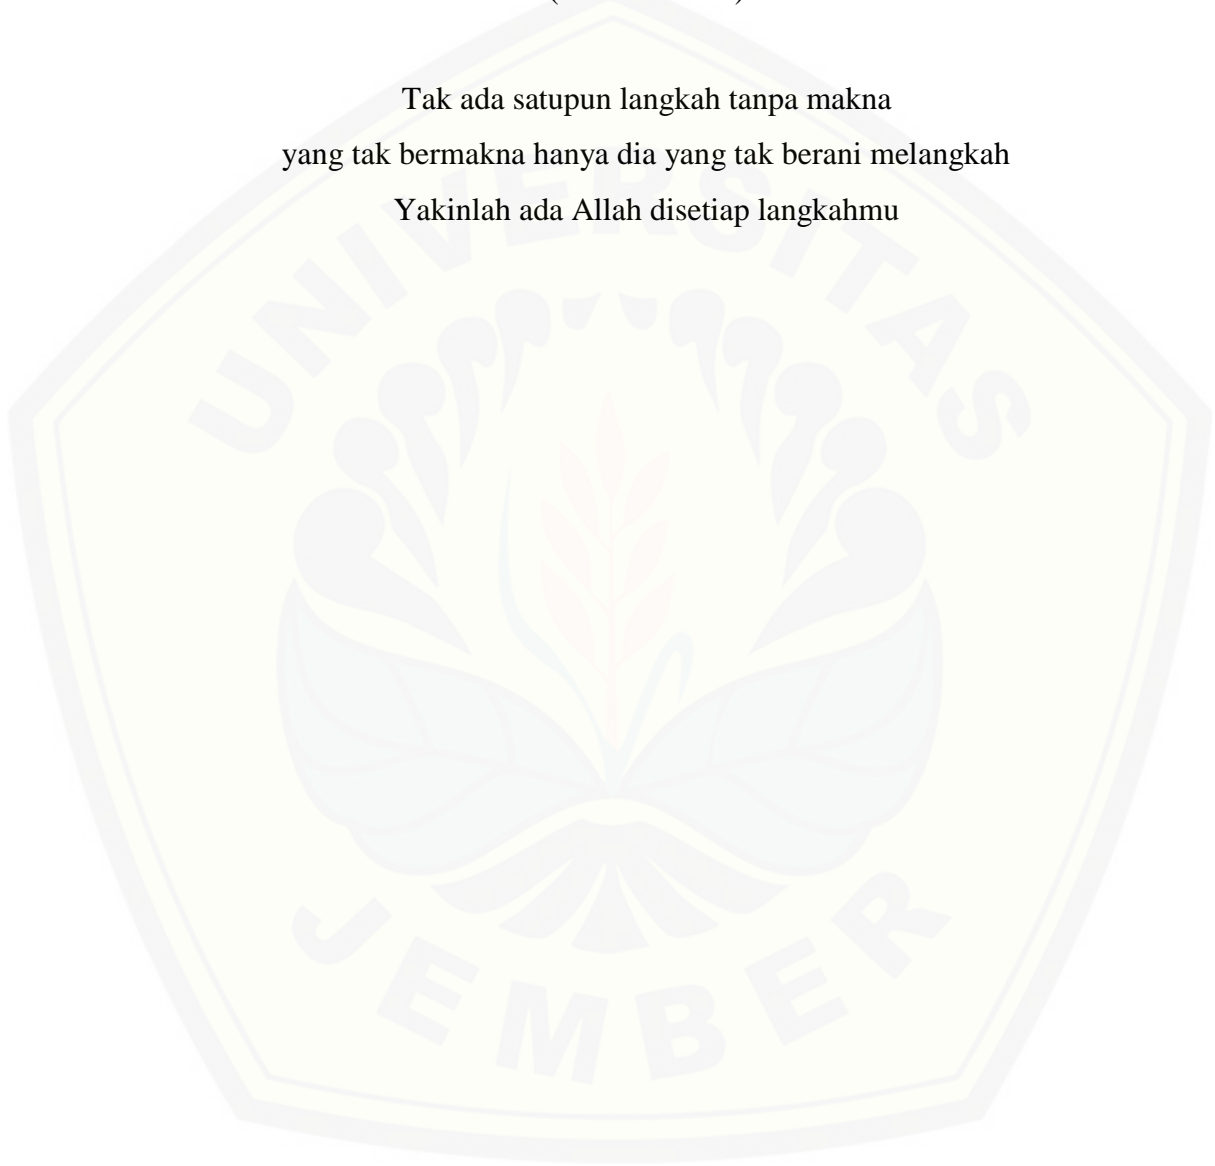 Tak ada satupun langkah tanpa makna
yang tak bermakna hanya dia yang tak berani melangkah
Yakinlah ada Allah disetiap langkahmu
UNIVERSITAS
JEMBER